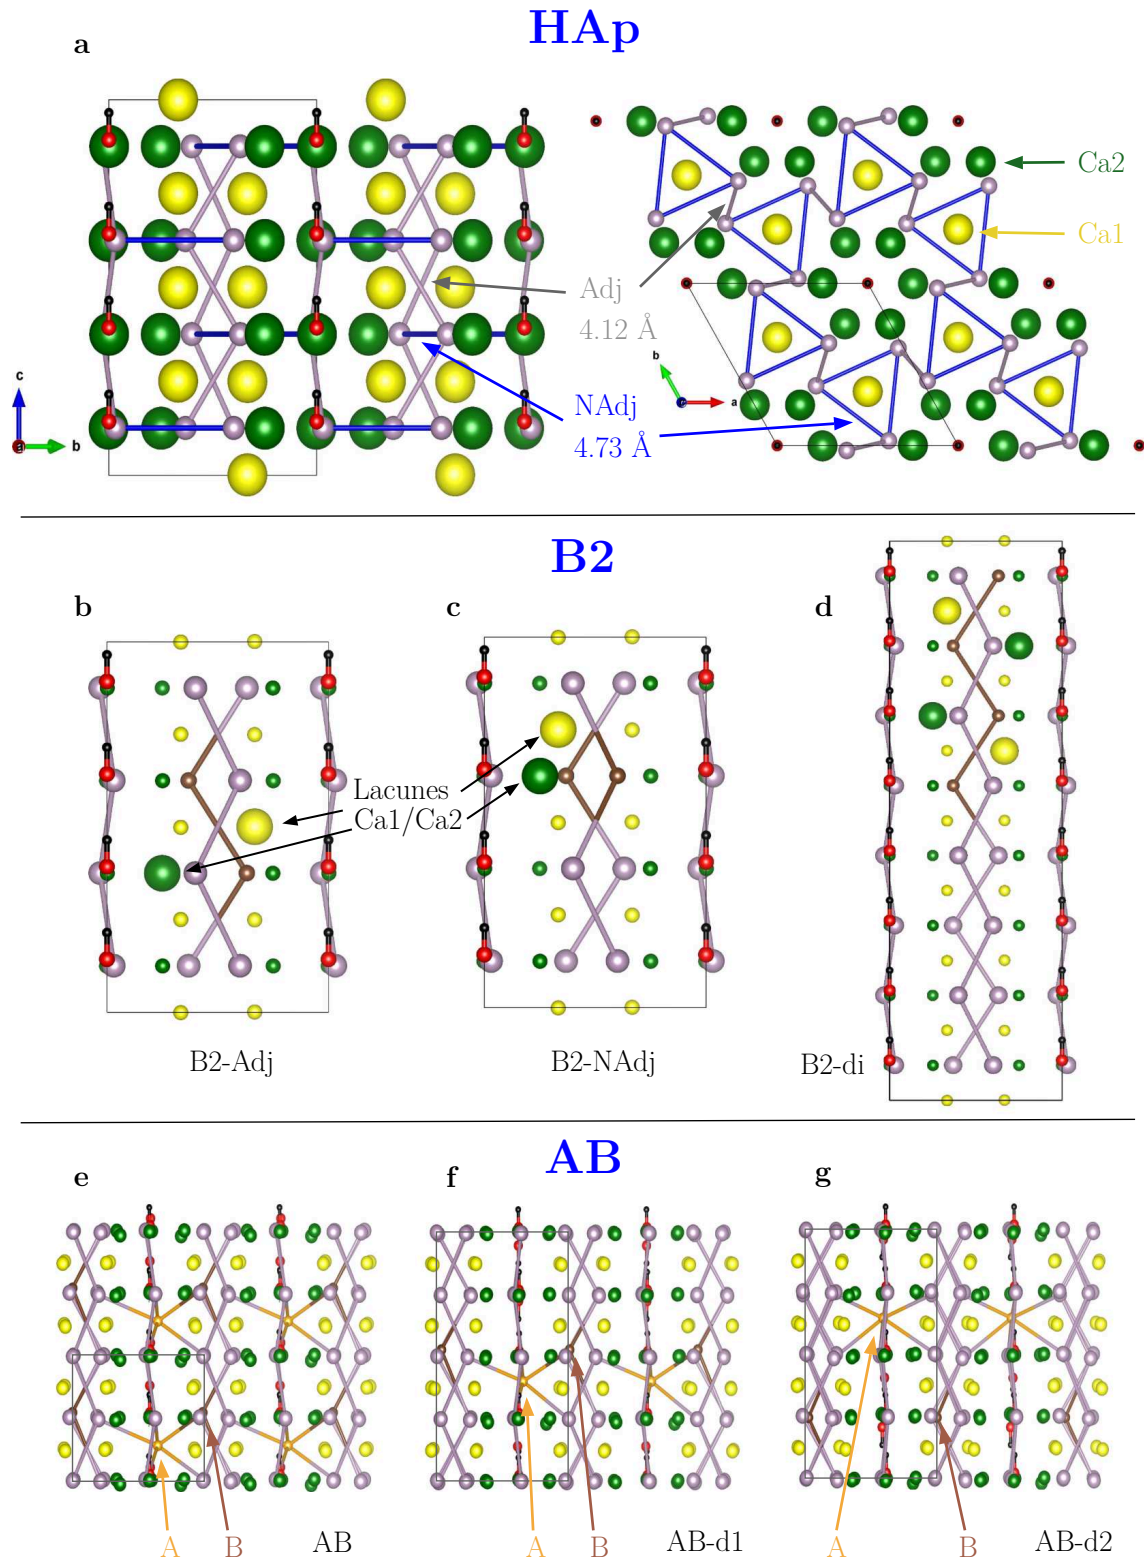 HAp
a
Ca2
Ca1
Adj
4.12 Å
NAdj
4.73 Å
c
a
b
b
a
B2
b
c
d
Lacunes
Ca1/Ca2
B2-Adj
B2-NAdj
B2-di
AB
e
f
g
A
B
AB
A
B
AB-d1
A
B
AB-d2